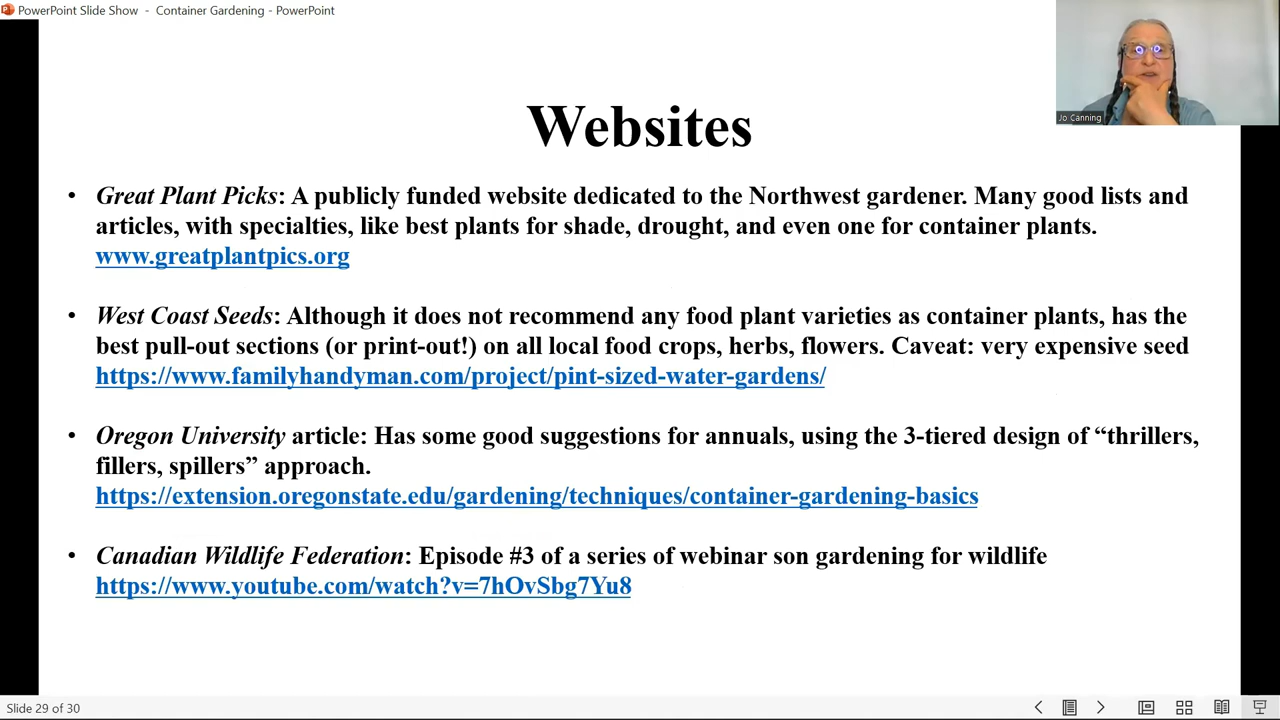 PowerPoint Slide Show - Container Gardening - PowerPoint
Jo Canning
Websites
• Great Plant Picks: A publicly funded website dedicated to the Northwest gardener. Many good lists and
articles, with specialties, like best plants for shade, drought, and even one for container plants.
www.greatplantpics.org
• West Coast Seeds: Although it does not recommend any food plant varieties as container plants, has the
best pull-out sections (or print-out!) on all local food crops, herbs, flowers. Caveat: very expensive seed
https://www.familyhandyman.com/project/pint-sized-water-gardens/
• Oregon University article: Has some good suggestions for annuals, using the 3-tiered design of “thrillers,
fillers, spillers” approach.
https://extension.oregonstate.edu/gardening/techniques/container-gardening-basics
• Canadian Wildlife Federation: Episode #3 of a series of webinar son gardening for wildlife
https://www.youtube.com/watch?v=7hOvSbg7Yu8
Slide 29 of 30